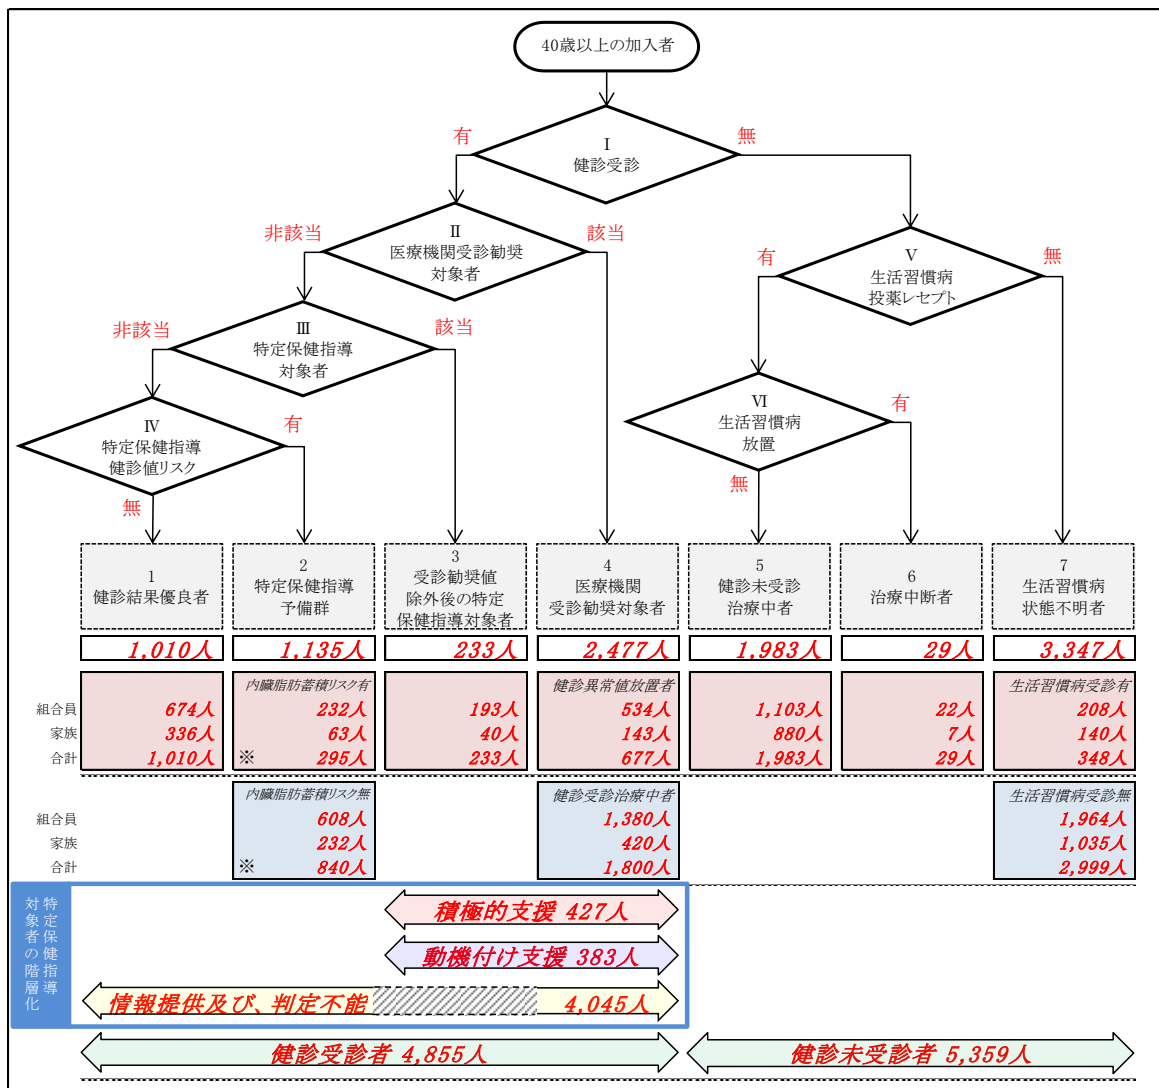 40歳以上の加入者
Ⅰ
健診受診
有
無
Ⅱ
医療機関受診勧奨
対象者
非該当
該当
Ⅴ
生活習慣病
投薬レセプト
有
無
Ⅲ
特定保健指導
対象者
非該当
該当
Ⅵ
生活習慣病
放置
有
無
Ⅳ
特定保健指導
健診値リスク
有
無
1
健診結果優良者
2
特定保健指導
予備群
3
受診勧奨値
除外後の特定
保健指導対象者
4
医療機関
受診勧奨対象者
5
健診未受診
治療中者
6
治療中断者
7
生活習慣病
状態不明者
1,010人 1,135人 233人 2,477人 1,983人 29人 3,347人
内臓脂肪蓄積リスク有 健診異常値放置者 生活習慣病受診有
組合員 674人 232人 193人 534人 1,103人 22人 208人
家族 336人 63人 40人 143人 880人 7人 140人
合計 1,010人 ※ 295人 233人 677人 1,983人 29人 348人
内臓脂肪蓄積リスク無 健診受診治療中者 生活習慣病受診無
組合員 608人 1,380人 1,964人
家族 232人 420人 1,035人
合計 ※ 840人 1,800人 2,999人
特定保健指導
対象者の階層化
積極的支援 427人
動機付け支援 383人
情報提供及び、判定不能 4,045人
健診受診者 4,855人 健診未受診者 5,359人